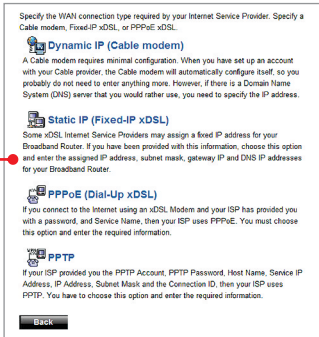 Specify the WAN connection type required by your Internet Service Provider. Specify a
Cable modem, Fixed-IP xDSL, or PPPoE xDSL.
Dynamic IP (Cable modem)
A Cable modem requires minimal configuration. When you have set up an account
with your Cable provider, the Cable modem will automatically configure itself, so you
probably do not need to enter anything more. However, if there is a Domain Name
System (DNS) server that you would rather use, you need to specify the IP address.
Static IP (Fixed-IP xDSL)
Some xDSL Internet Service Providers may assign a fixed IP address for your
Broadband Router. If you have been provided with this information, choose this option
and enter the assigned IP address, subnet mask, gateway IP and DNS IP addresses
for your Broadband Router.
PPPoE (Dial-Up xDSL)
If you connect to the Internet using an xDSL Modem and your ISP has provided you
with a password, and Service Name, then your ISP uses PPPoE. You must choose
this option and enter the required information.
PPTP
If your ISP provided you the PPTP Account, PPTP Password, Host Name, Service IP
Address, IP Address, Subnet Mask and the Connection ID, then your ISP uses
PPTP. You have to choose this option and enter the required information.
Back